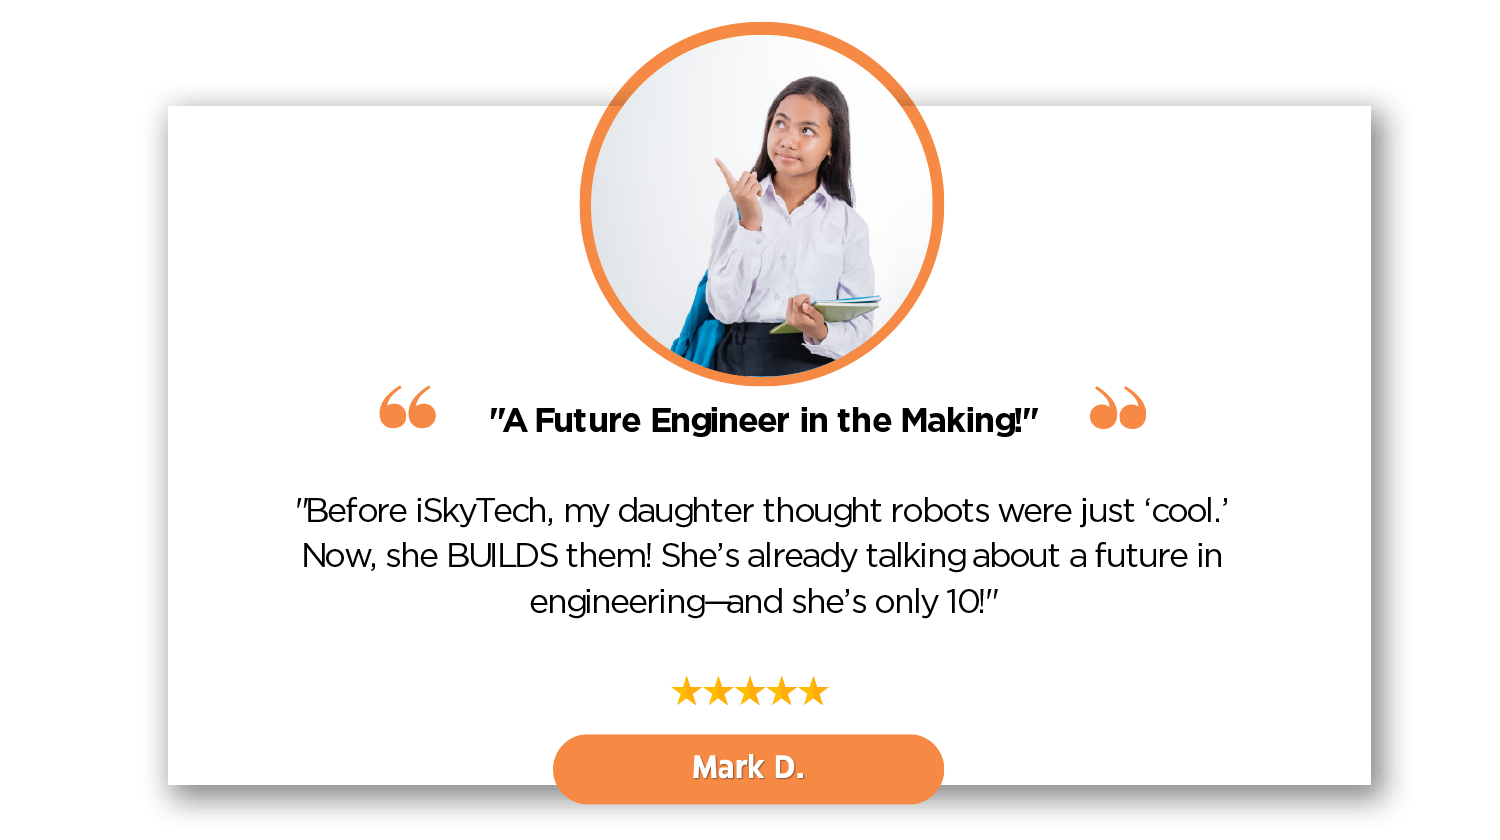 “ "A Future Engineer in the Making!" ”
"Before iSkyTech, my daughter thought robots were just ‘cool.’
Now, she BUILDS them! She’s already talking about a future in
engineering—and she’s only 10!"
Mark D.